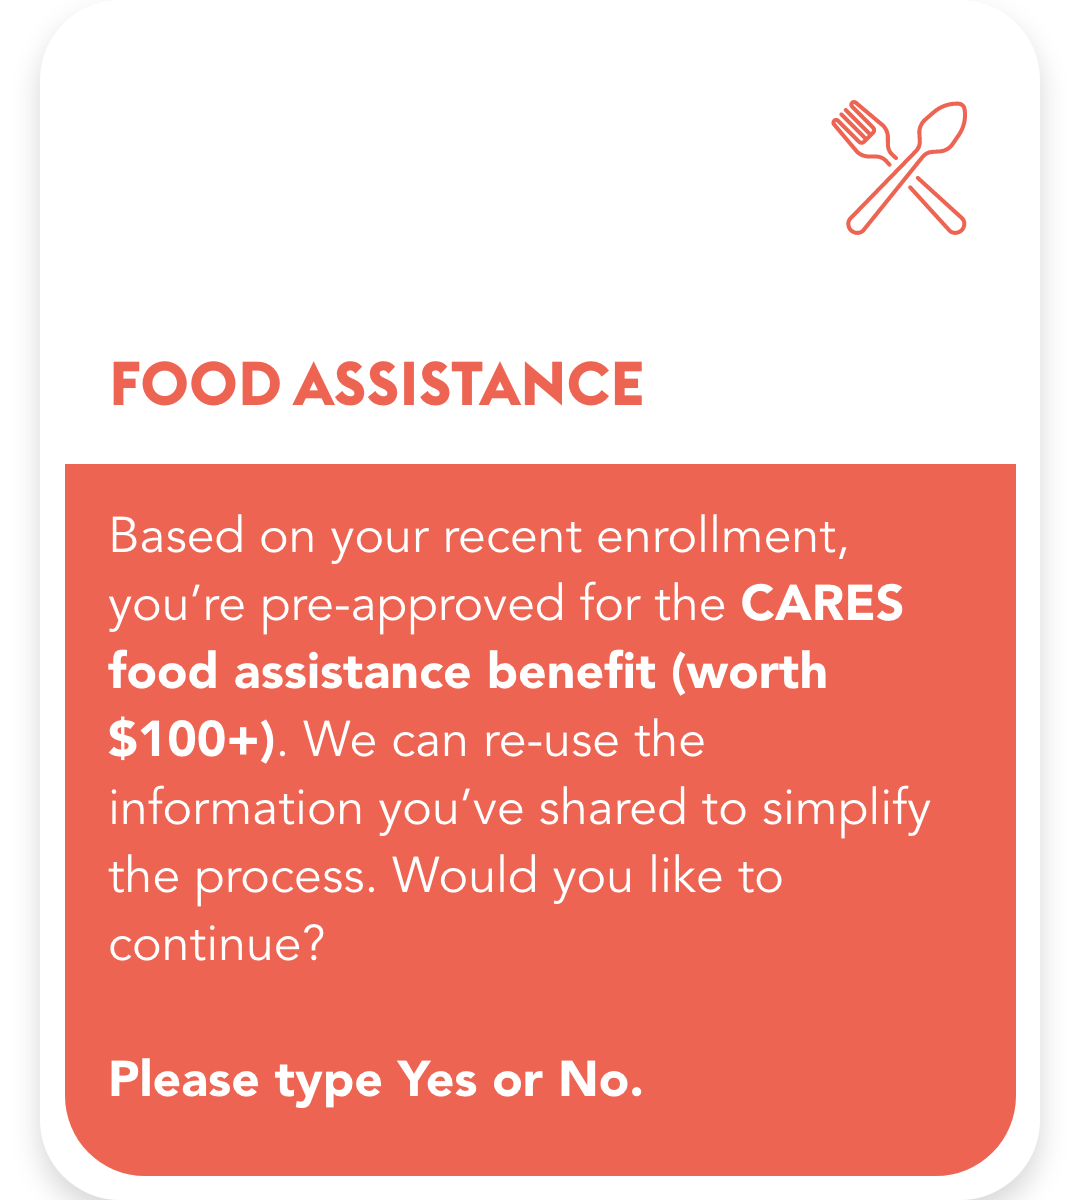 FOOD ASSISTANCE
Based on your recent enrollment,
you’re pre-approved for the CARES
food assistance benefit (worth
$100+). We can re-use the
information you’ve shared to simplify
the process. Would you like to
continue?
Please type Yes or No.